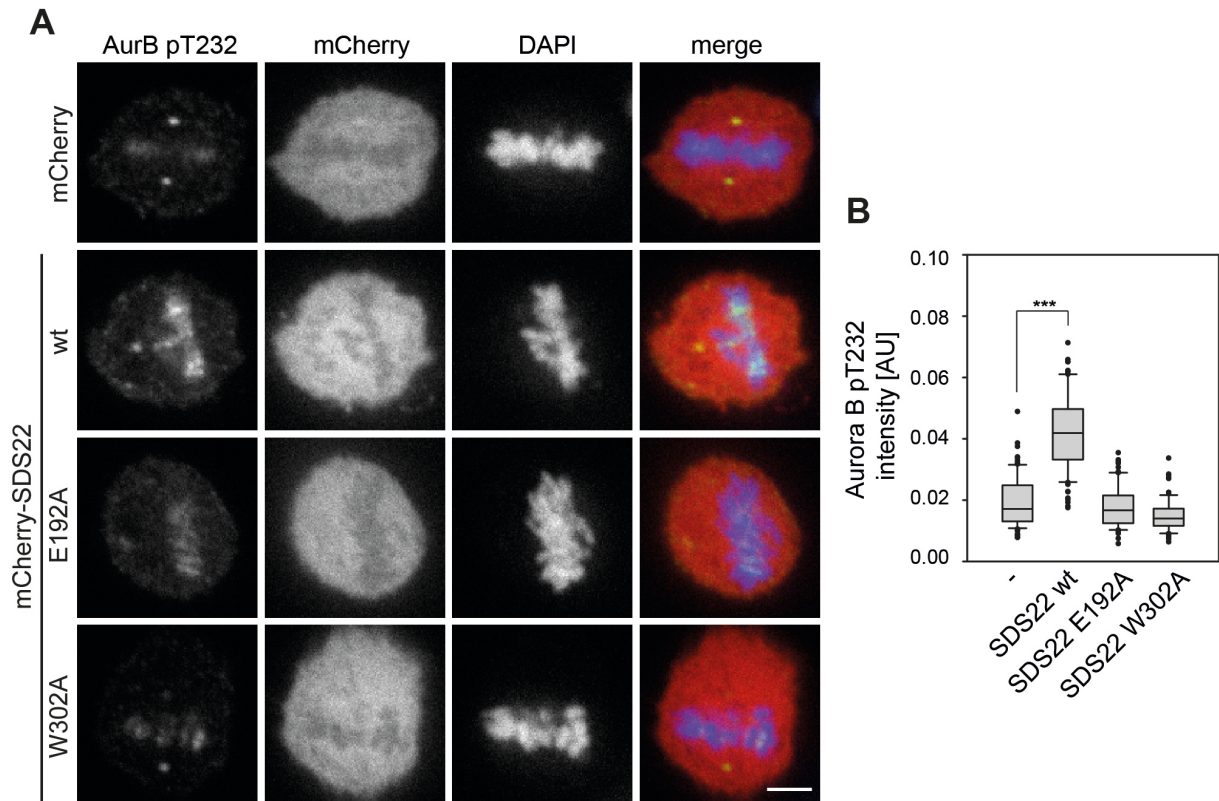 A
AurB pT232
mCherry
DAPI
merge
mCherry
mCherry-SDS22
wt
E192A
W302A
B
Aurora B pT232
intensity [AU]
0.10
0.08
0.06
0.04
0.02
0.00
***
-
SDS22 wt
SDS22 E192A
SDS22 W302A